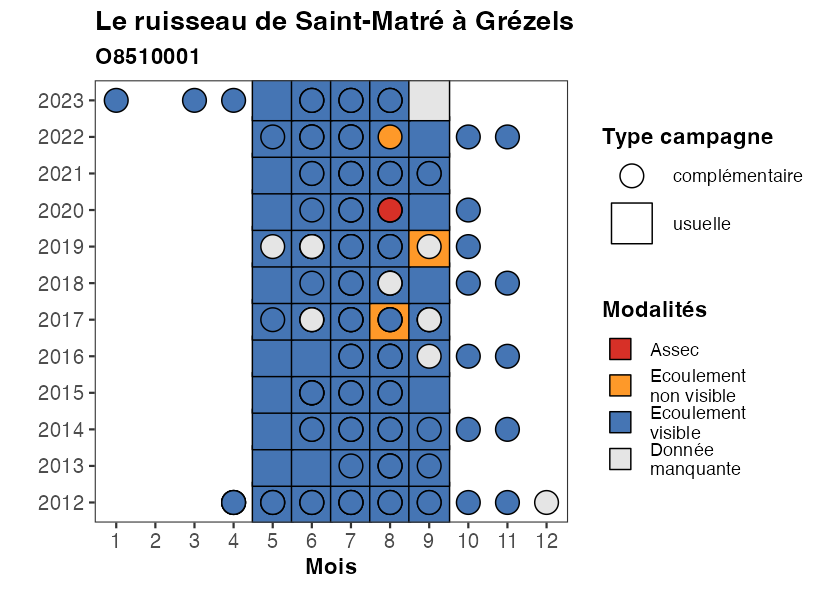 Le ruisseau de Saint-Matré à Grézels
O8510001
2023
2022
2021
2020
2019
2018
2017
2016
2015
2014
2013
2012
1 2 3 4 5 6 7 8 9 10 11 12
Mois
Type campagne
complémentaire
usuelle
Modalités
Assec
Ecoulement
non visible
Ecoulement
visible
Donnée
manquante